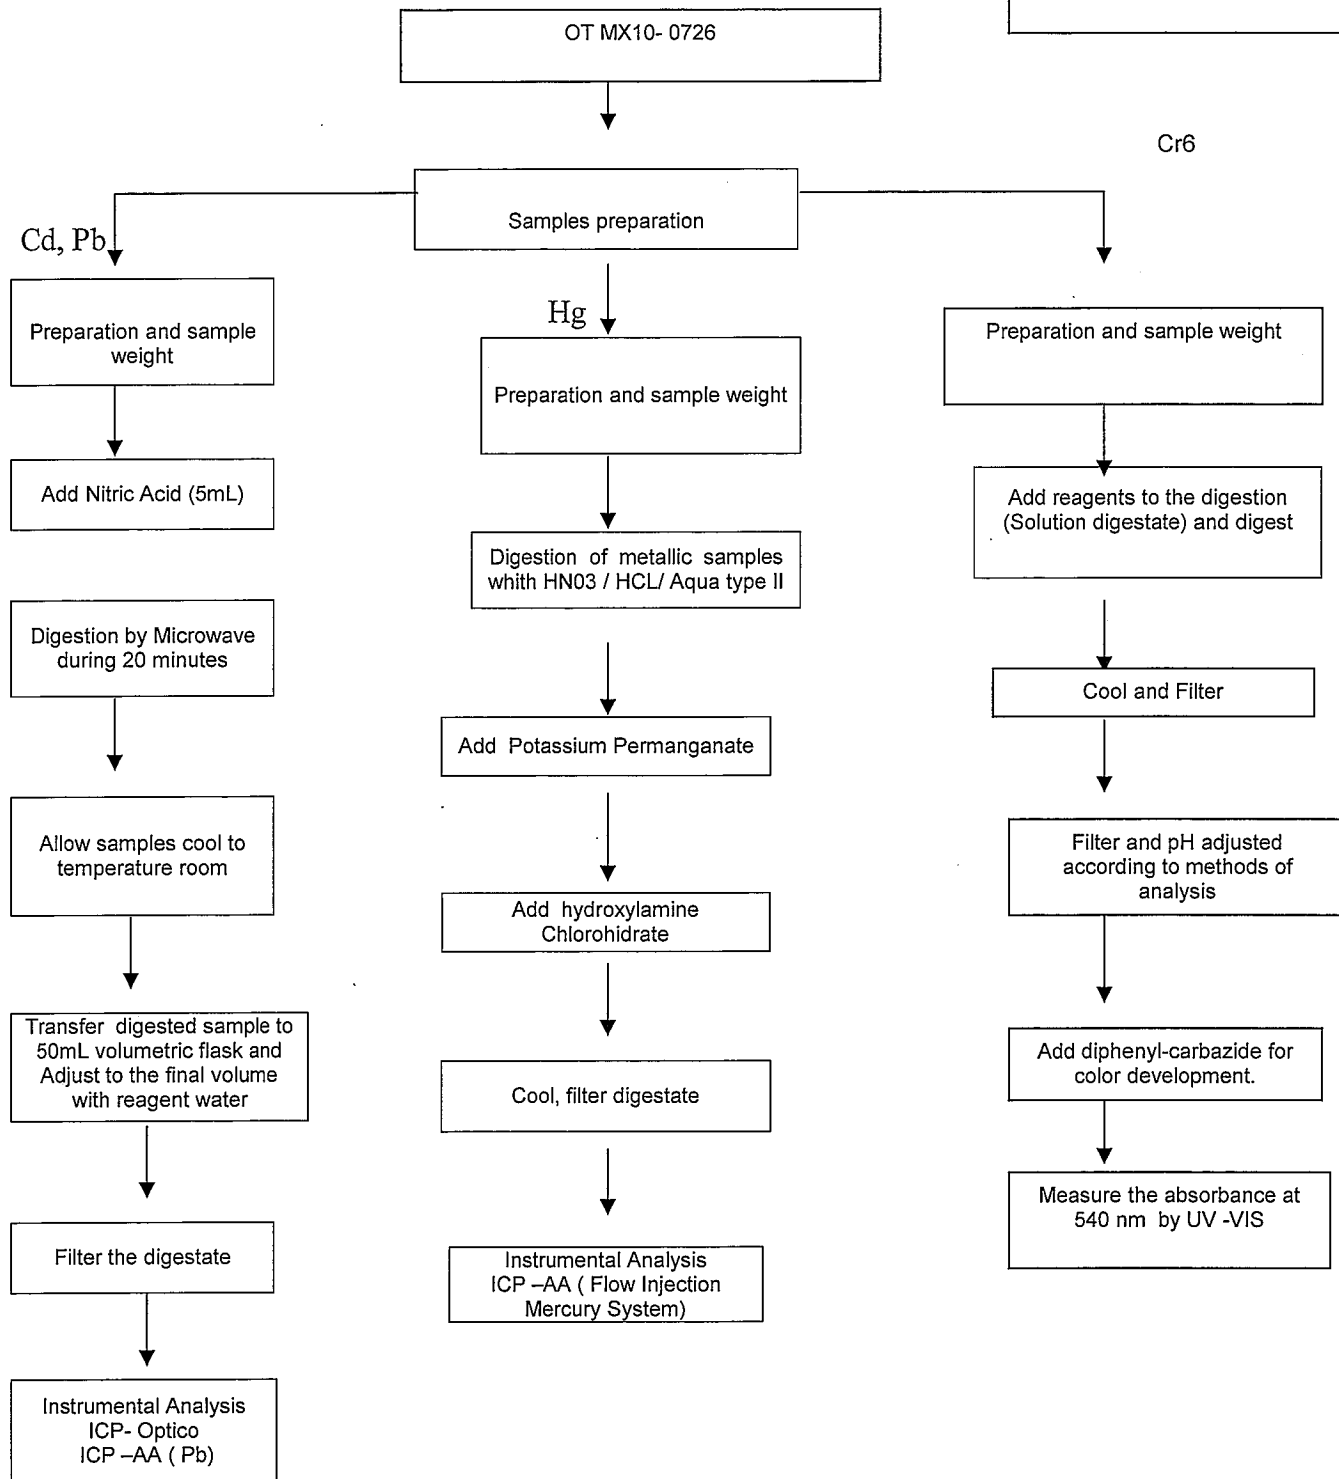 OT MX10- 0726
Cr6
Samples preparation
Cd, Pb
Preparation and sample
weight
Add Nitric Acid (5mL)
Digestion by Microwave
during 20 minutes
Allow samples cool to
temperature room
Transfer digested sample to
50mL volumetric flask and
Adjust to the final volume
with reagent water
Filter the digestate
Instrumental Analysis
ICP- Optico
ICP –AA ( Pb)
Hg
Preparation and sample weight
Digestion of metallic samples
whith HN03 / HCL/ Aqua type II
Add Potassium Permanganate
Add hydroxylamine
Chlorohidrate
Cool, filter digestate
Instrumental Analysis
ICP –AA ( Flow Injection
Mercury System)
Preparation and sample weight
Add reagents to the digestion
(Solution digestate) and digest
Cool and Filter
Filter and pH adjusted
according to methods of
analysis
Add diphenyl-carbazide for
color development.
Measure the absorbance at
540 nm by UV -VIS